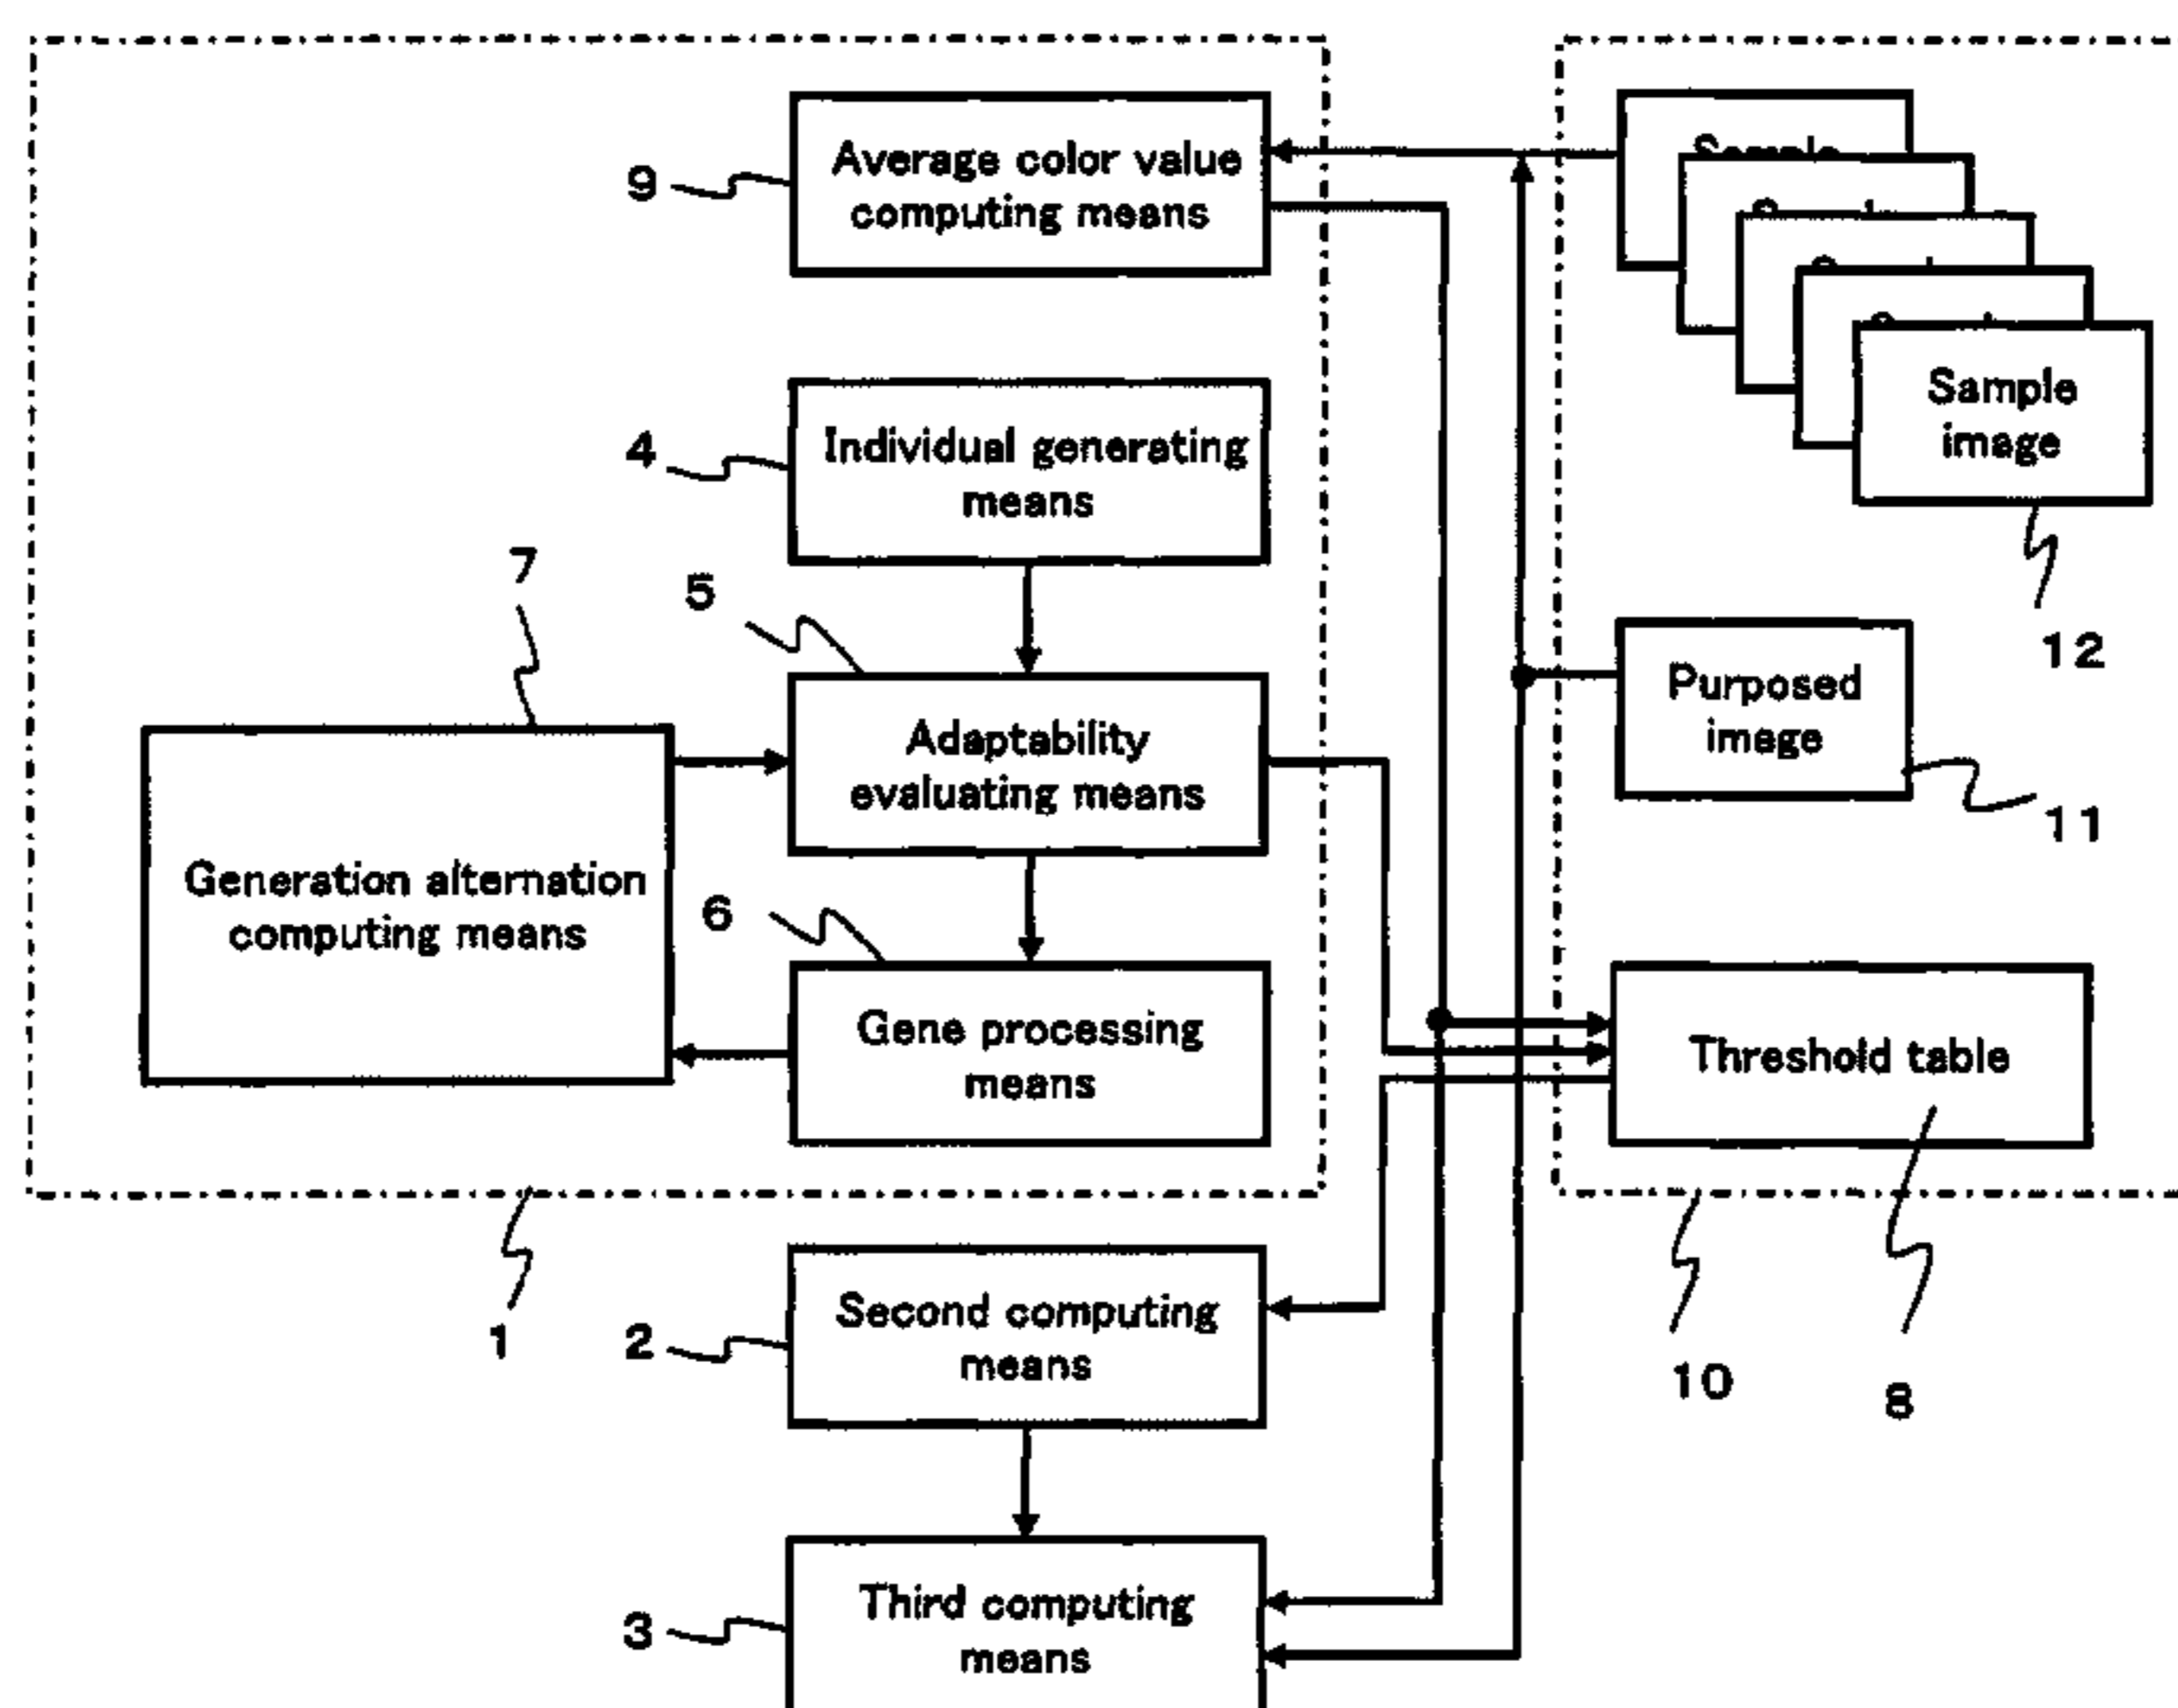 Average color value
computing means
9
Sample
image
12
Individual generating
means
4
7
5
Purposed
image
11
Adaptability
evaluating means
Generation alternation
computing means
6
Gene processing
means
Threshold table
1
Second computing
means
2
10
8
Third computing
means
3